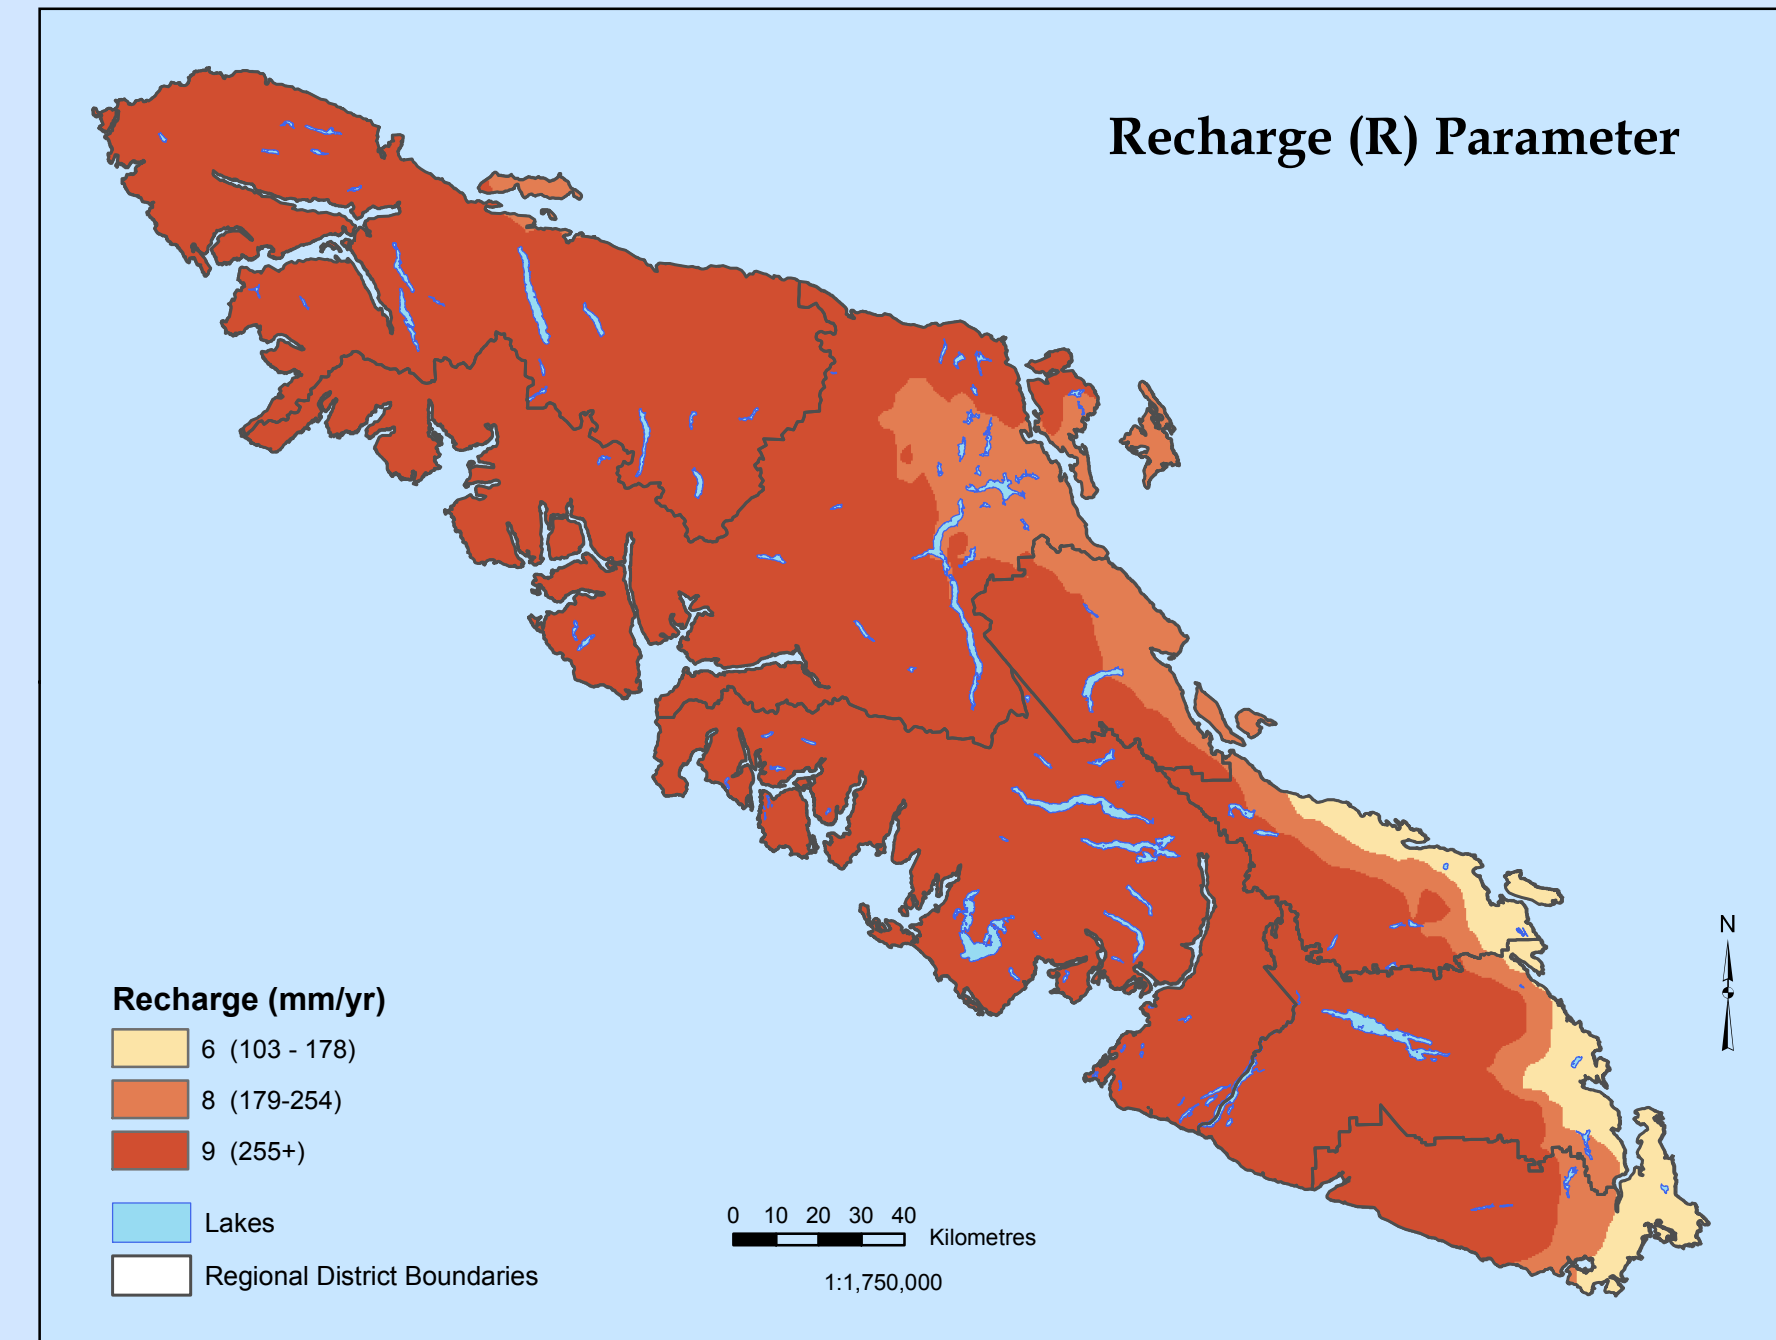 Recharge (R) Parameter
N
Recharge (mm/yr)
6 (103 - 178)
8 (179-254)
9 (255+)
Lakes
Regional District Boundaries
0 10 20 30 40
Kilometres
1:1,750,000